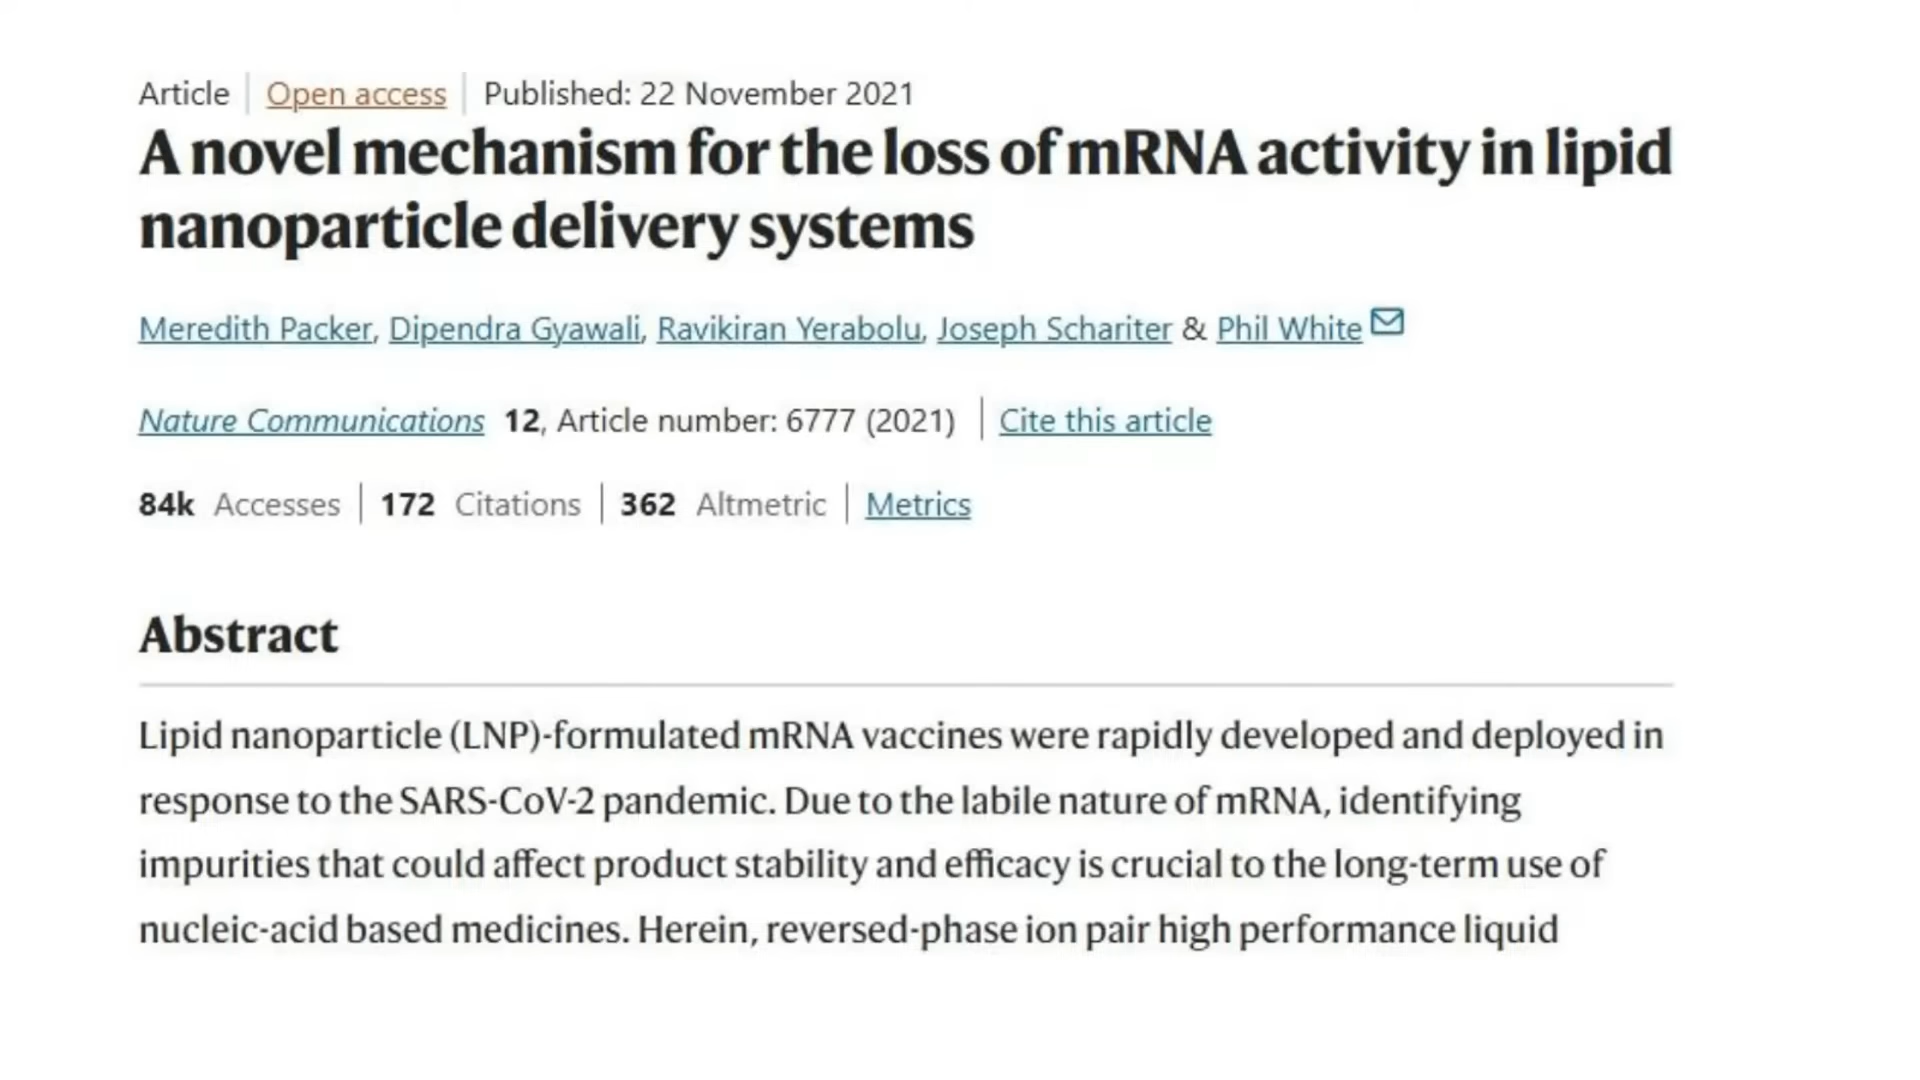 Article | Open access | Published: 22 November 2021
A novel mechanism for the loss of mRNA activity in lipid
nanoparticle delivery systems
Meredith Packer, Dipendra Gyawali, Ravikiran Yerabolu, Joseph Schariter & Phil White
Nature Communications 12, Article number: 6777 (2021) | Cite this article
84k Accesses | 172 Citations | 362 Altmetric | Metrics
Abstract
Lipid nanoparticle (LNP)-formulated mRNA vaccines were rapidly developed and deployed in
response to the SARS-CoV-2 pandemic. Due to the labile nature of mRNA, identifying
impurities that could affect product stability and efficacy is crucial to the long-term use of
nucleic-acid based medicines. Herein, reversed-phase ion pair high performance liquid